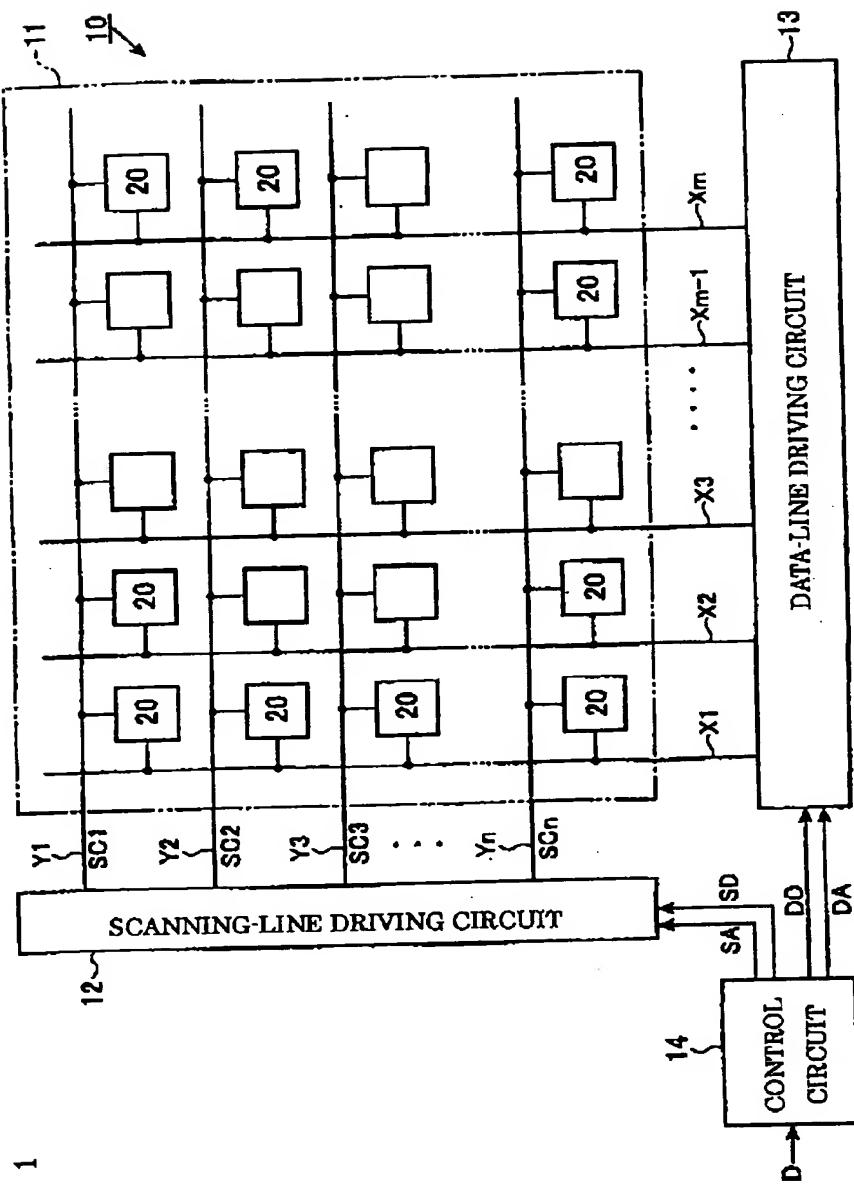 1
10
11
Y1
SC1
Y2
SC2
Y3
SC3
. . .
Yn
SCn
20
20
20
20
20
20
20
20
20
20
SCANNING-LINE DRIVING CIRCUIT
12
X1
X2
X3
. . . .
Xm-1
Xm
SA
SD
DATA-LINE DRIVING CIRCUIT
13
14
CONTROL
CIRCUIT
D
DD
DA